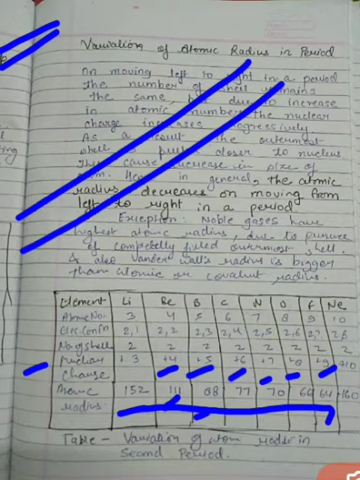 Variation of Atomic Radius in Period
On moving left to right in a period
The number of shell remains
the same, but due to increase
in atomic number the nuclear
charge increases progressively
As a result the outermost
shell is pulled closer to nucleus
This cause decrease in size of
atom. Hence in general, the atomic
radius decreases on moving from
left to right in a period.
Exception: Noble gases have
highest atomic radius, due to
of completely filled outermost shell.
& also Vander Wall's radius is bigger
than atomic or covalent radius.
Element Li Be B C N O F Ne
Atomic No. 3 4 5 6 7 8 9 10
Elec. Confn 2,1 2,2 2,3 2,4 2,5 2,6 2,7 2,8
No of shell 2 2 2 2 2 2 2 2
Nuclear +3 +4 +5 +6 +7 +8 +9 +10
Charge
Atomic 152 111 88 77 70 64 160
radius
Table - Variation of atom radii in
Second Period.